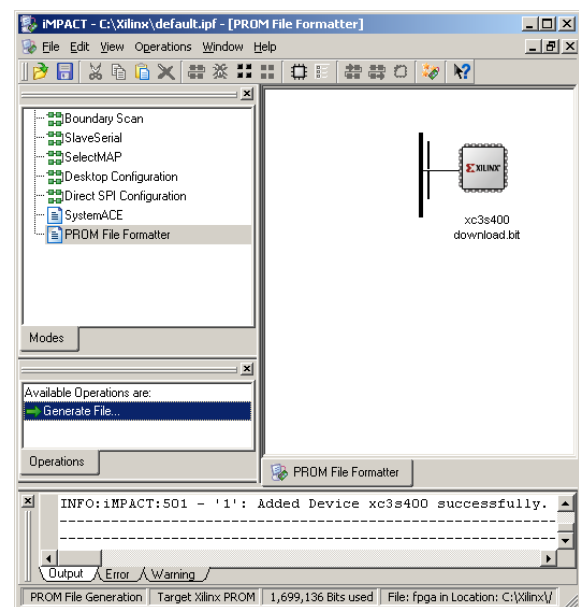 iMPACT - C:\Xilinx\default.ipf - [PROM File Formatter]
File Edit View Operations Window Help
Boundary Scan
SlaveSerial
SelectMAP
Desktop Configuration
Direct SPI Configuration
SystemACE
PROM File Formatter
Modes
XILINX
xc3s400
download.bit
Available Operations are:
Generate File...
Operations
PROM File Formatter
INFO:iMPACT:501 - '1': Added Device xc3s400 successfully.
----------------------------------------------------------
----------------------------------------------------------
Output Error Warning
PROM File Generation Target Xilinx PROM 1,699,136 Bits used File: fpga in Location: C:\Xilinx\/